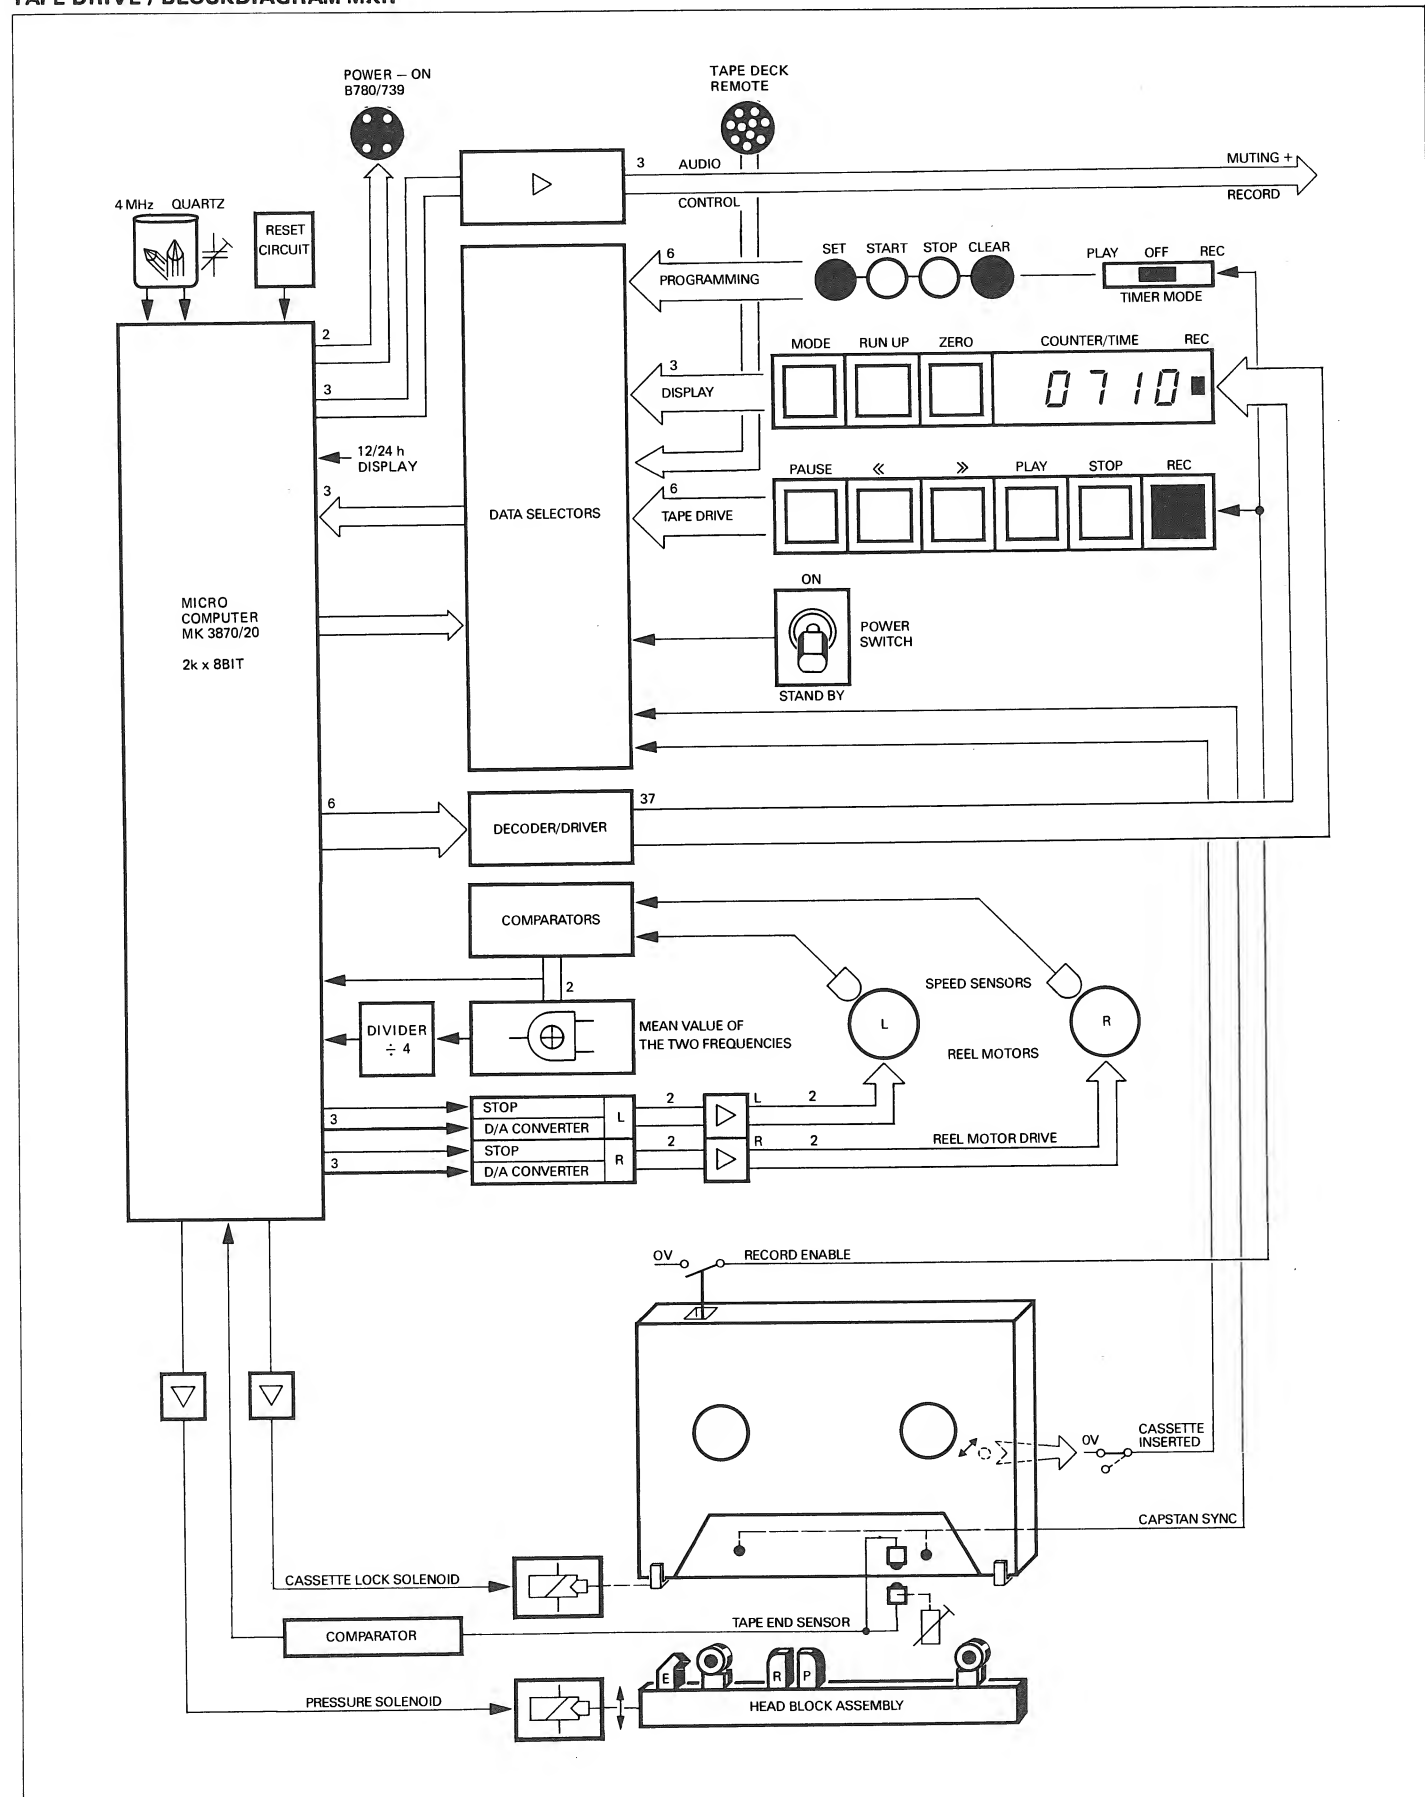 TAPE DRIVE / BLOCKDIAGRAM MKII
POWER – ON
B780/739
TAPE DECK
REMOTE
3 AUDIO
CONTROL
MUTING +
RECORD
4 MHz QUARTZ
RESET
CIRCUIT
SET START STOP CLEAR
PLAY OFF REC
TIMER MODE
6
PROGRAMMING
2
3
MODE RUN UP ZERO COUNTER/TIME REC
0710
3
DISPLAY
12/24 h
DISPLAY
3
DATA SELECTORS
PAUSE « » PLAY STOP REC
6
TAPE DRIVE
MICRO
COMPUTER
MK 3870/20
2k x 8BIT
ON
POWER
SWITCH
STAND BY
6
DECODER/DRIVER
37
COMPARATORS
2
SPEED SENSORS
L
R
REEL MOTORS
DIVIDER
÷ 4
MEAN VALUE OF
THE TWO FREQUENCIES
STOP
3 D/A CONVERTER
L
2 L 2
STOP
3 D/A CONVERTER
R
2 R 2
REEL MOTOR DRIVE
0V RECORD ENABLE
0V CASSETTE
INSERTED
CAPSTAN SYNC
CASSETTE LOCK SOLENOID
COMPARATOR
TAPE END SENSOR
E R P
PRESSURE SOLENOID
HEAD BLOCK ASSEMBLY